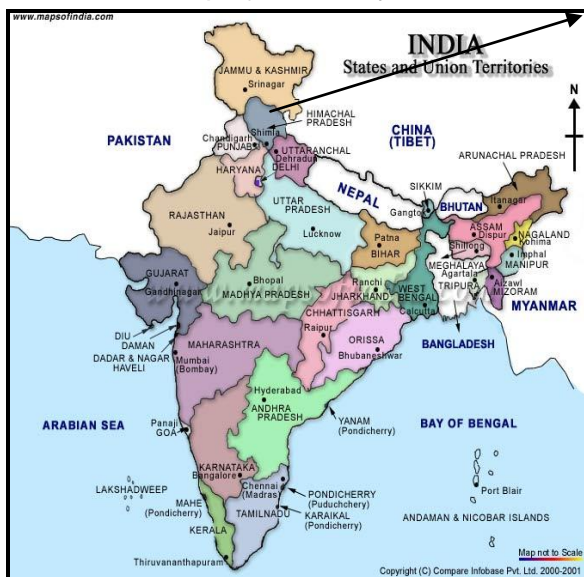 www.mapsofindia.com
INDIA
States and Union Territories
JAMMU & KASHMIR
Srinagar
N
HIMACHAL
PRADESH
PAKISTAN
Chandigarh
Shimla
PUNJAB
CHINA
(TIBET)
UTTARANCHAL
Dehradun
DELHI
HARYANA
ARUNACHAL PRADESH
NEPAL
SIKKIM
Itanagar
BHUTAN
UTTAR
PRADESH
Gangtok
RAJASTHAN
Jaipur
Lucknow
ASSAM
Dispur
NAGALAND
Kohima
Patna
BIHAR
Shillong
Imphal
MANIPUR
MEGHALAYA
Agartala
TRIPURA
Aizawl
MIZORAM
GUJARAT
Gandhinagar
Bhopal
MADHYA PRADESH
Ranchi
JHARKHAND
WEST
BENGAL
Calcutta
MYANMAR
CHHATTISGARH
Raipur
DIU
DAMAN
DADAR & NAGAR
HAVELI
MAHARASHTRA
Mumbai
(Bombay)
ORISSA
Bhubaneshwar
BANGLADESH
Hyderabad
ANDHRA
PRADESH
YANAM
(Pondicherry)
ARABIAN SEA
BAY OF BENGAL
Panaji
GOA
KARNATAKA
Bangalore
Chennai
(Madras)
LAKSHADWEEP
MAHE
(Pondicherry)
PONDICHERRY
(Puduchchery)
KARAIKAL
(Pondicherry)
TAMILNADU
KERALA
Port Blair
ANDAMAN & NICOBAR ISLANDS
Thiruvananthapuram
Map not to Scale
Copyright (C) Compare Infobase Pvt. Ltd. 2000-2001